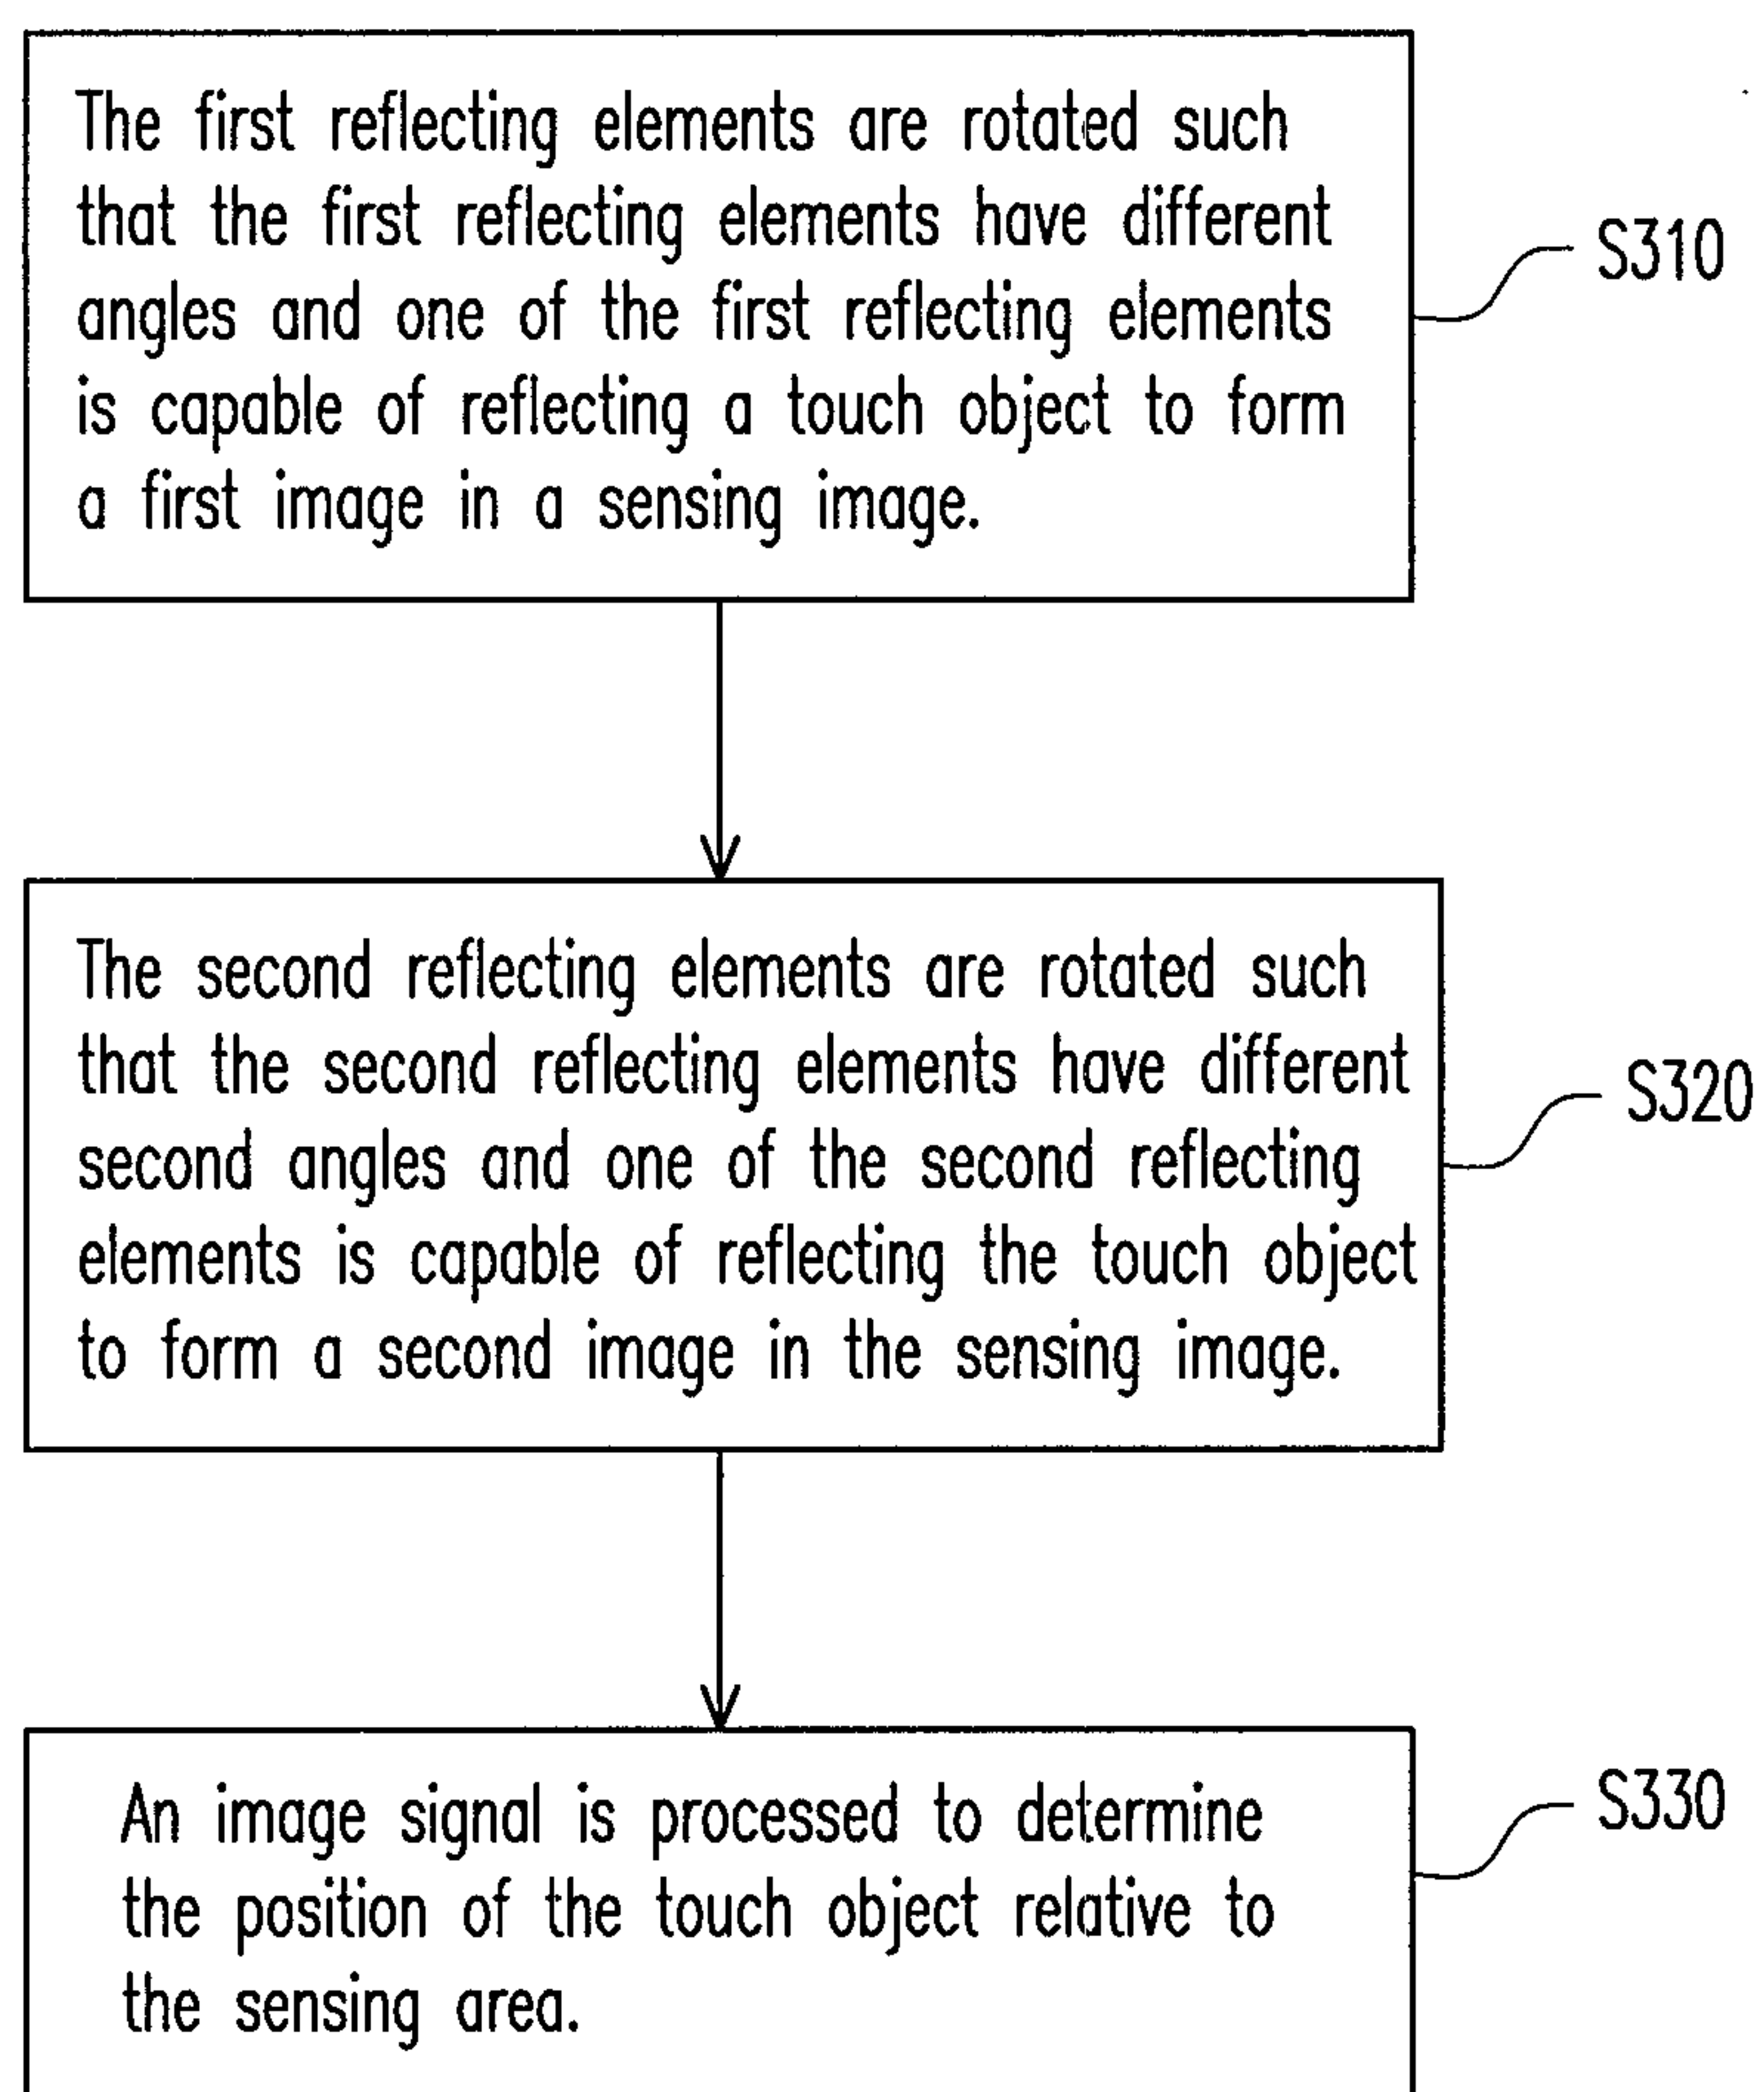 The first reflecting elements are rotated such
that the first reflecting elements have different
angles and one of the first reflecting elements
is capable of reflecting a touch object to form
a first image in a sensing image.
S310
The second reflecting elements are rotated such
that the second reflecting elements have different
second angles and one of the second reflecting
elements is capable of reflecting the touch object
to form a second image in the sensing image.
S320
An image signal is processed to determine
the position of the touch object relative to
the sensing area.
S330